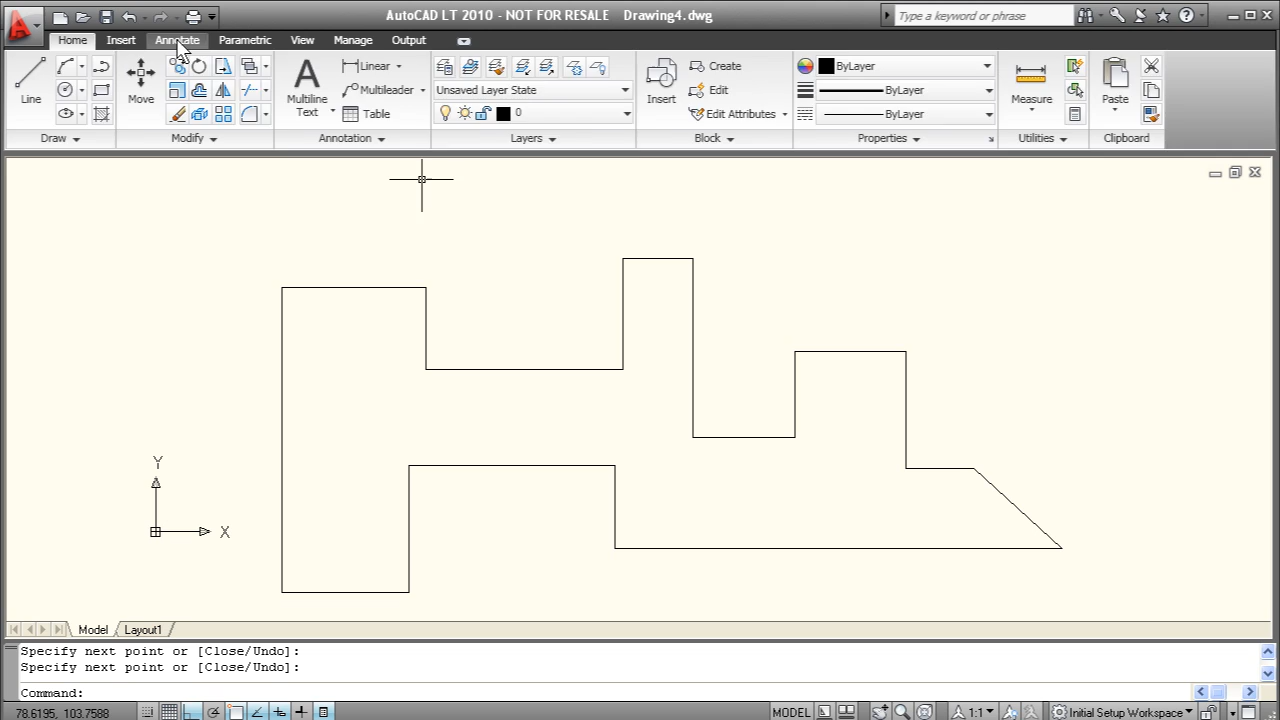 AutoCAD LT 2010 - NOT FOR RESALE Drawing4.dwg
Type a keyword or phrase
Home Insert Annotate Parametric View Manage Output
Line
Move
A
Multiline
Text
Linear
Multileader
Table
Unsaved Layer State
0
Insert
Create
Edit
Edit Attributes
ByLayer
ByLayer
ByLayer
Measure
Paste
Draw Modify Annotation Layers Block Properties Utilities Clipboard
Y
X
Model Layout1
Specify next point or [Close/Undo]:
Specify next point or [Close/Undo]:
Command:
78.6195, 103.7588
MODEL
1:1
Initial Setup Workspace